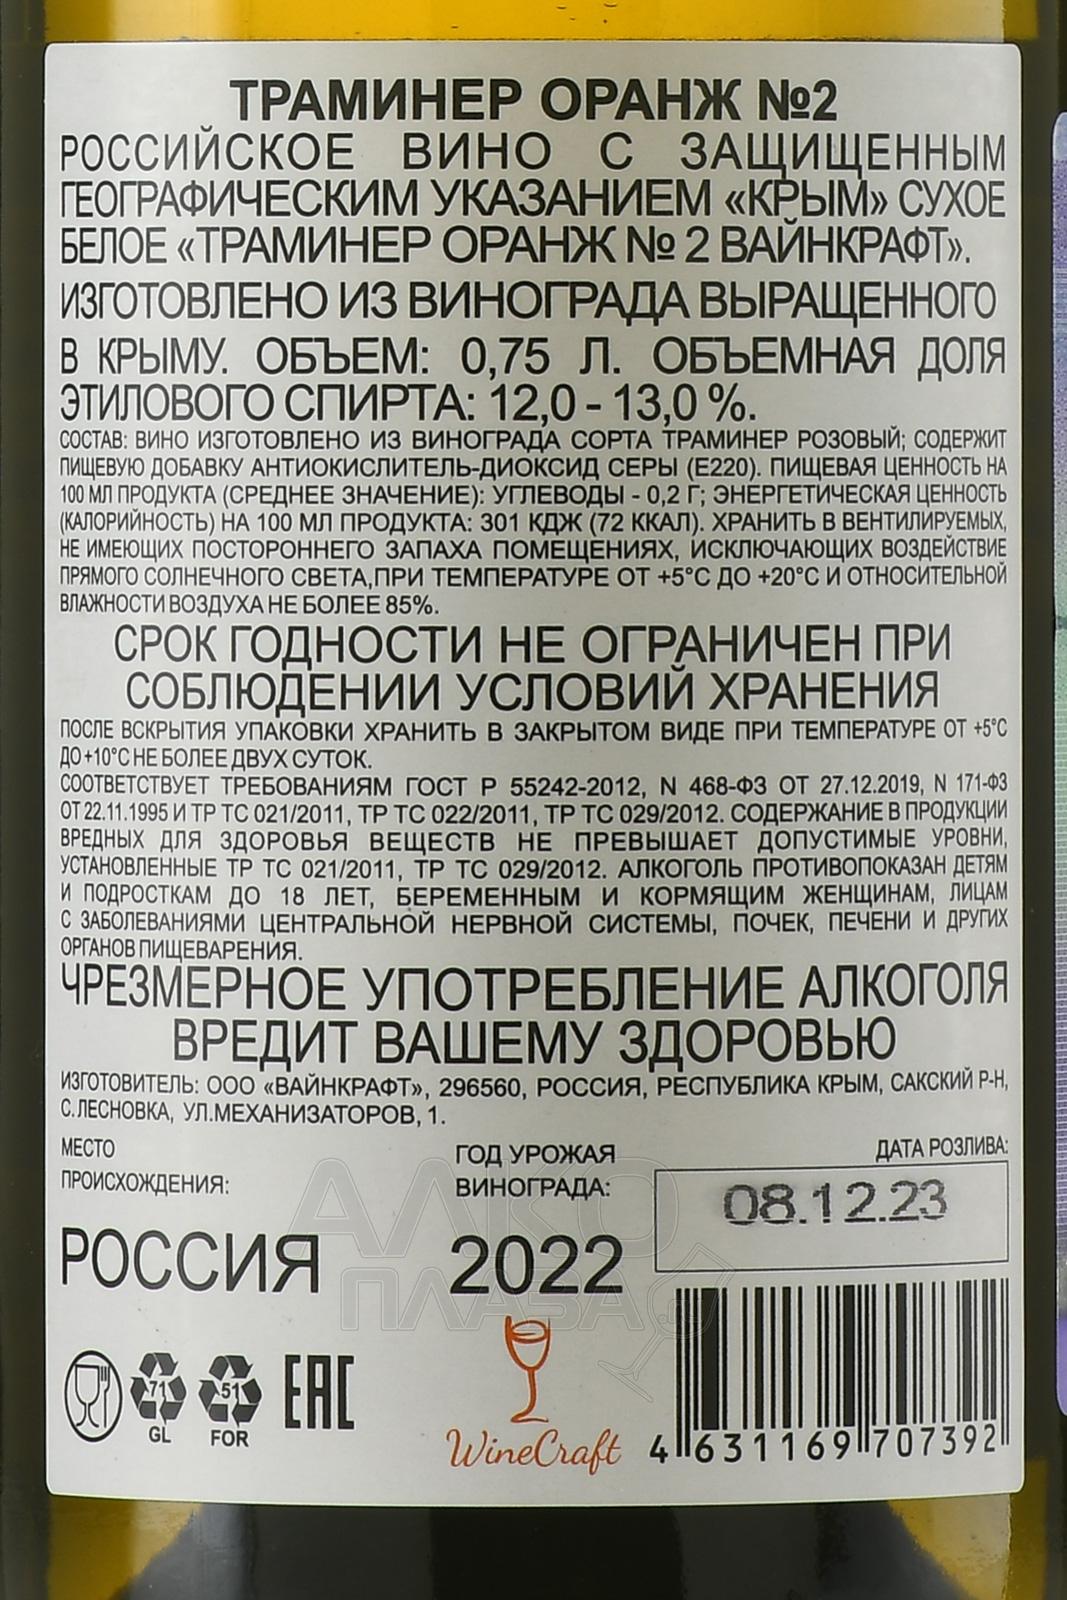 ТРАМИНЕР ОРАНЖ №2
РОССИЙСКОЕ ВИНО С ЗАЩИЩЕННЫМ
ГЕОГРАФИЧЕСКИМ УКАЗАНИЕМ «КРЫМ» СУХОЕ
БЕЛОЕ «ТРАМИНЕР ОРАНЖ № 2 ВАЙНКРАФТ».
ИЗГОТОВЛЕНО ИЗ ВИНОГРАДА ВЫРАЩЕННОГО
В КРЫМУ. ОБЪЕМ: 0,75 Л. ОБЪЕМНАЯ ДОЛЯ
ЭТИЛОВОГО СПИРТА: 12,0 - 13,0 %.
СОСТАВ: ВИНО ИЗГОТОВЛЕНО ИЗ ВИНОГРАДА СОРТА ТРАМИНЕР РОЗОВЫЙ; СОДЕРЖИТ
ПИЩЕВУЮ ДОБАВКУ АНТИОКИСЛИТЕЛЬ-ДИОКСИД СЕРЫ (Е220). ПИЩЕВАЯ ЦЕННОСТЬ НА
100 МЛ ПРОДУКТА (СРЕДНЕЕ ЗНАЧЕНИЕ): УГЛЕВОДЫ - 0,2 Г; ЭНЕРГЕТИЧЕСКАЯ ЦЕННОСТЬ
(КАЛОРИЙНОСТЬ) НА 100 МЛ ПРОДУКТА: 301 КДЖ (72 ККАЛ). ХРАНИТЬ В ВЕНТИЛИРУЕМЫХ,
НЕ ИМЕЮЩИХ ПОСТОРОННЕГО ЗАПАХА ПОМЕЩЕНИЯХ, ИСКЛЮЧАЮЩИХ ВОЗДЕЙСТВИЕ
ПРЯМОГО СОЛНЕЧНОГО СВЕТА,ПРИ ТЕМПЕРАТУРЕ ОТ +5°С ДО +20°С И ОТНОСИТЕЛЬНОЙ
ВЛАЖНОСТИ ВОЗДУХА НЕ БОЛЕЕ 85%.
СРОК ГОДНОСТИ НЕ ОГРАНИЧЕН ПРИ
СОБЛЮДЕНИИ УСЛОВИЙ ХРАНЕНИЯ
ПОСЛЕ ВСКРЫТИЯ УПАКОВКИ ХРАНИТЬ В ЗАКРЫТОМ ВИДЕ ПРИ ТЕМПЕРАТУРЕ ОТ +5°С
ДО +10°С НЕ БОЛЕЕ ДВУХ СУТОК.
СООТВЕТСТВУЕТ ТРЕБОВАНИЯМ ГОСТ Р 55242-2012, N 468-ФЗ ОТ 27.12.2019, N 171-ФЗ
ОТ 22.11.1995 И ТР ТС 021/2011, ТР ТС 022/2011, ТР ТС 029/2012. СОДЕРЖАНИЕ В ПРОДУКЦИИ
ВРЕДНЫХ ДЛЯ ЗДОРОВЬЯ ВЕЩЕСТВ НЕ ПРЕВЫШАЕТ ДОПУСТИМЫЕ УРОВНИ,
УСТАНОВЛЕННЫЕ ТР ТС 021/2011, ТР ТС 029/2012. АЛКОГОЛЬ ПРОТИВОПОКАЗАН ДЕТЯМ
И ПОДРОСТКАМ ДО 18 ЛЕТ, БЕРЕМЕННЫМ И КОРМЯЩИМ ЖЕНЩИНАМ, ЛИЦАМ
С ЗАБОЛЕВАНИЯМИ ЦЕНТРАЛЬНОЙ НЕРВНОЙ СИСТЕМЫ, ПОЧЕК, ПЕЧЕНИ И ДРУГИХ
ОРГАНОВ ПИЩЕВАРЕНИЯ.
ЧРЕЗМЕРНОЕ УПОТРЕБЛЕНИЕ АЛКОГОЛЯ
ВРЕДИТ ВАШЕМУ ЗДОРОВЬЮ
ИЗГОТОВИТЕЛЬ: ООО «ВАЙНКРАФТ», 296560, РОССИЯ, РЕСПУБЛИКА КРЫМ, САКСКИЙ Р-Н,
С. ЛЕСНОВКА, УЛ.МЕХАНИЗАТОРОВ, 1.
МЕСТО
ПРОИСХОЖДЕНИЯ:
РОССИЯ
ГОД УРОЖАЯ
ВИНОГРАДА:
2022
ДАТА РОЗЛИВА:
08.12.23
АЛКО
ПЛАЗА
71
GL
51
FOR
EAC
WineCraft
4 631169 707392